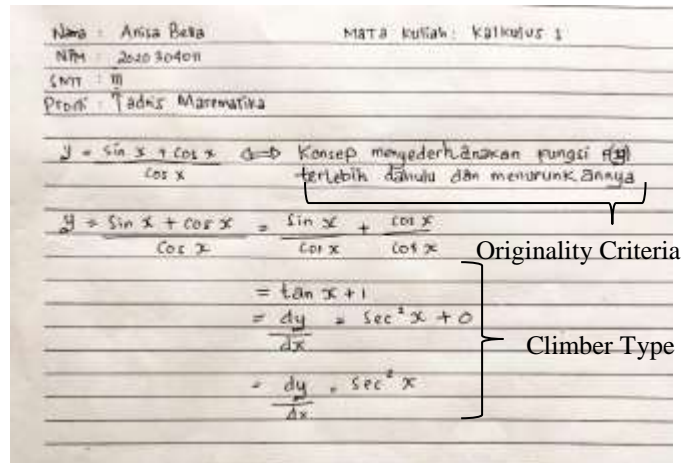 Nama : Anisa Bella Mata kuliah : Kalkulus 1
NPM : 2020304011
SMT : III
Prodi : Tadris Matematika
y = sin x + cos x / cos x ⇔ Konsep menyederhanakan fungsi f(x)
terlebih dahulu dan menurunkannya
y = sin x + cos x / cos x = sin x / cos x + cos x / cos x
Originality Criteria
= tan x + 1
= dy/dx = sec² x + 0
Climber Type
= dy/dx = sec² x